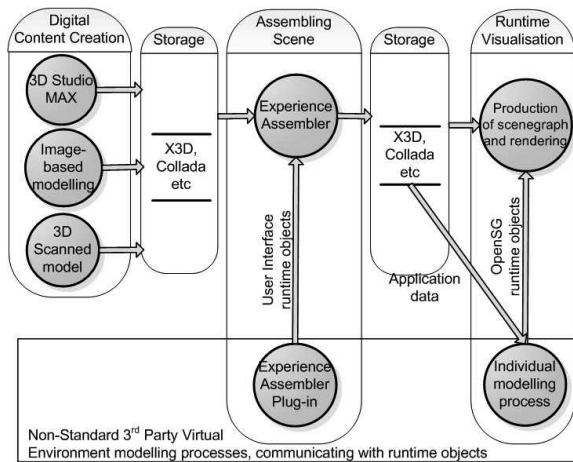 Digital
Content Creation
Storage
Assembling
Scene
Storage
Runtime
Visualisation
3D Studio
MAX
Image-
based
modelling
3D
Scanned
model
X3D,
Collada
etc
Experience
Assembler
X3D,
Collada
etc
Production
of scenegraph
and rendering
User Interface
runtime objects
Application
data
OpenSG
runtime objects
Experience
Assembler
Plug-in
Individual
modelling
process
Non-Standard 3rd Party Virtual
Environment modelling processes, communicating with runtime objects